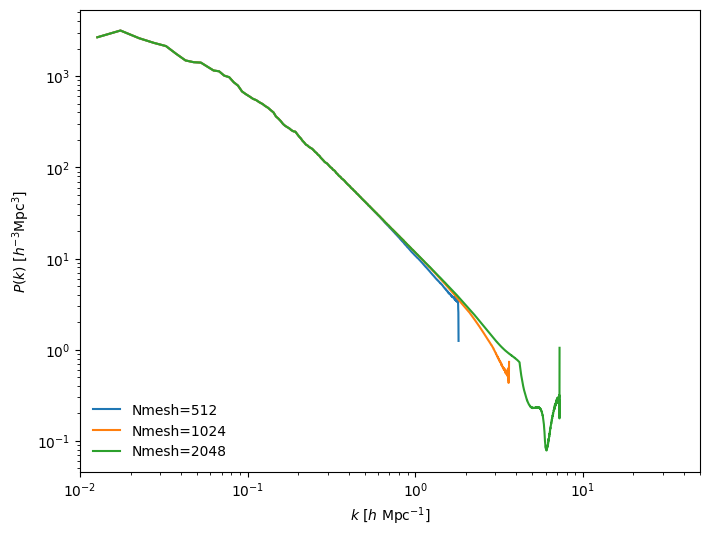 10³
10²
10¹
10⁰
10⁻¹
P(k) [h⁻³Mpc³]
Nmesh=512
Nmesh=1024
Nmesh=2048
10⁻² 10⁻¹ 10⁰ 10¹
k [h Mpc⁻¹]